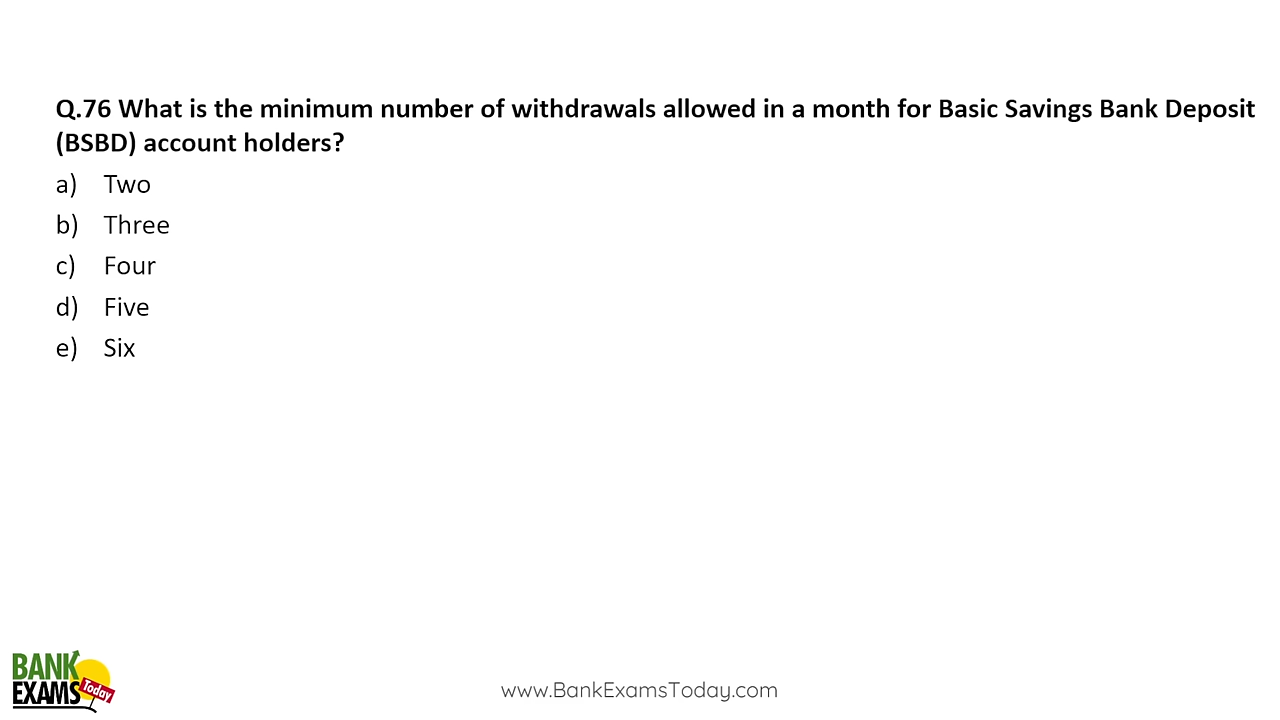 Q.76 What is the minimum number of withdrawals allowed in a month for Basic Savings Bank Deposit
(BSBD) account holders?
a) Two
b) Three
c) Four
d) Five
e) Six
BANK
EXAMS Today
www.BankExamsToday.com